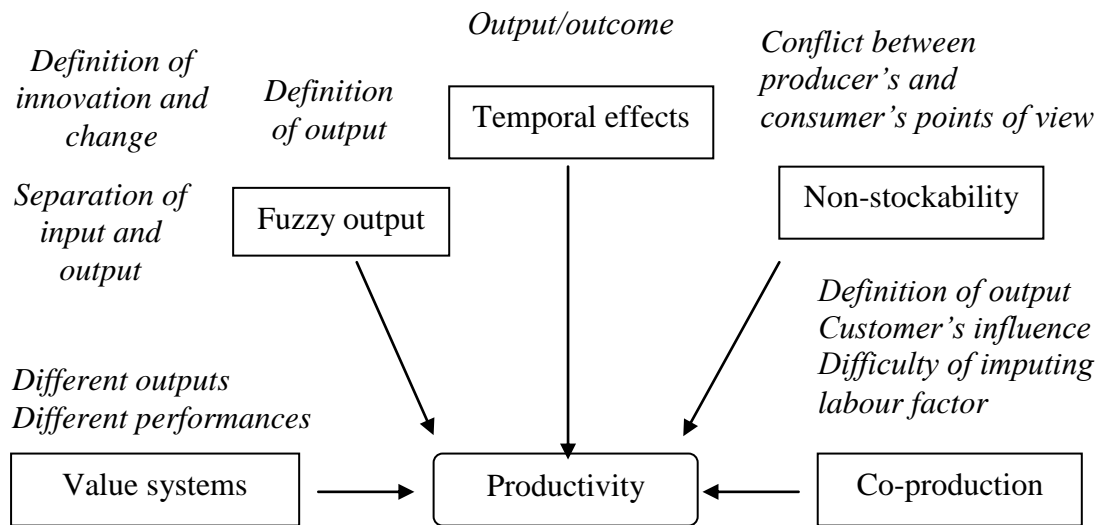 Output/outcome
Definition of
innovation and
change
Definition
of output
Temporal effects
Conflict between
producer’s and
consumer’s points of view
Separation of
input and
output
Fuzzy output
Non-stockability
Definition of output
Customer’s influence
Difficulty of imputing
labour factor
Different outputs
Different performances
Value systems
Productivity
Co-production